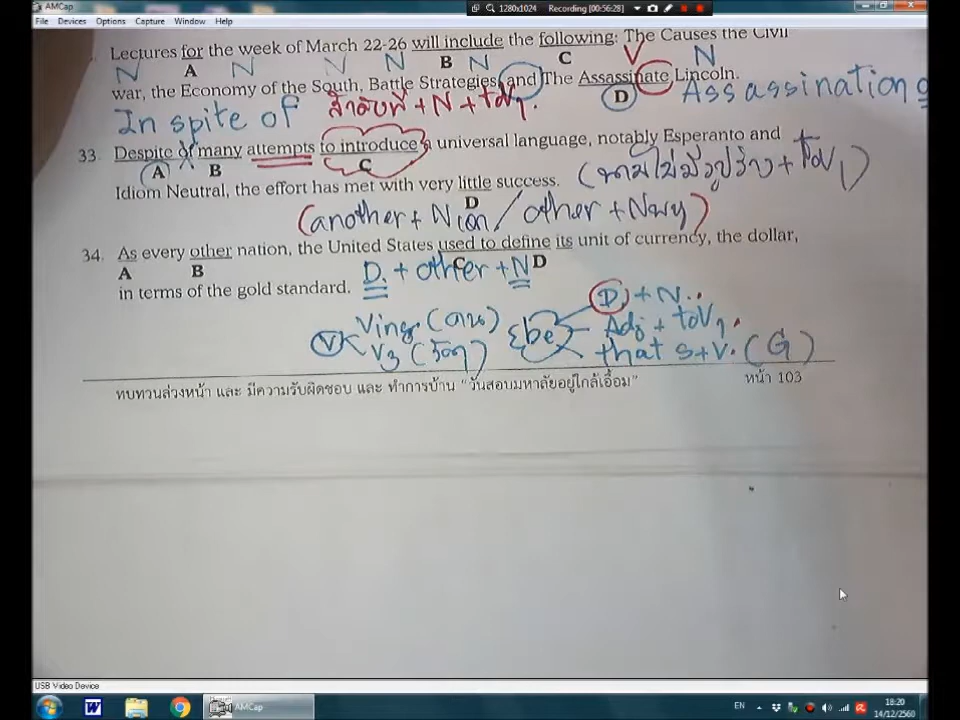 AMCap
1280x1024 Recording [00:56:28]
File Devices Options Capture Window Help
Lectures for the week of March 22-26 will include the following: The Causes the Civil
V
N A N N N B N C N
war, the Economy of the South, Battle Strategies, and The Assassinate Lincoln.
D Assassination
In spite of
33. Despite of many attempts to introduce a universal language, notably Esperanto and
A B C
Idiom Neutral, the effort has met with very little success.
D
34. As every other nation, the United States used to define its unit of currency, the dollar,
A B C D
D. + other + N
in terms of the gold standard.
D. + N
Ving (คน)
be
Adj + toV1
V
V3
that S+V. (G)
ทบทวนล่วงหน้า และ มีความรับผิดชอบ และ ทำการบ้าน “วันสอบมหาลัยอยู่ใกล้เอื้อม”
หน้า 103
USB Video Device
AMCap
EN
18:20
14/12/2560